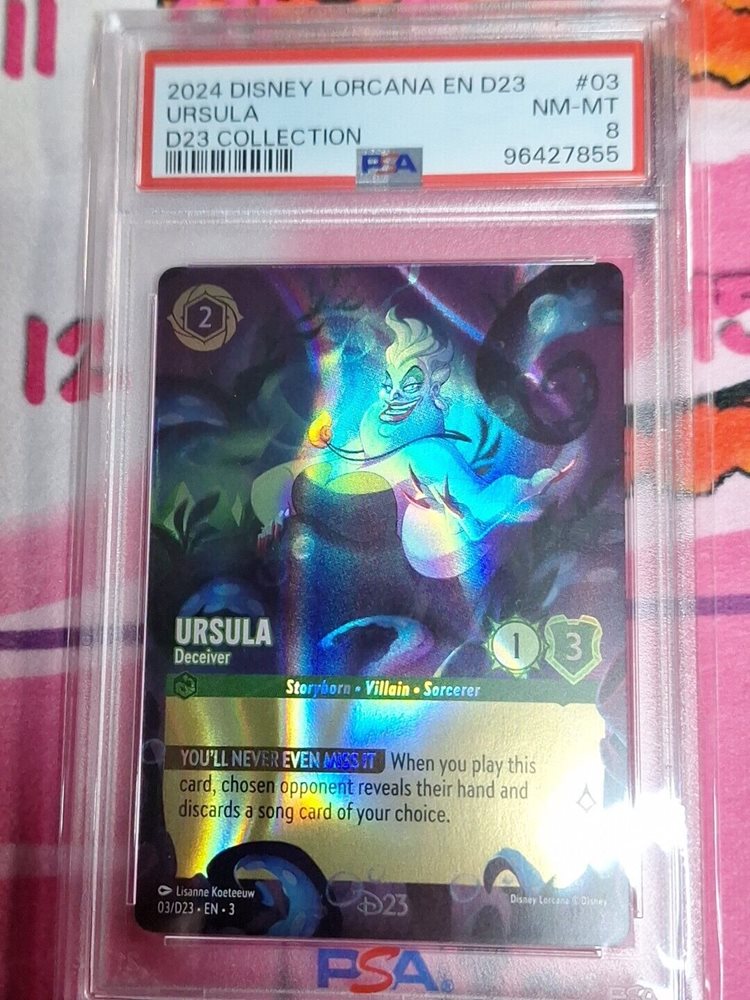 2024 DISNEY LORCANA EN D23 #03
URSULA NM-MT
D23 COLLECTION 8
PSA 96427855
2
URSULA
Deceiver
1 3
Storyborn • Villain • Sorcerer
YOU'LL NEVER EVEN MISS IT When you play this
card, chosen opponent reveals their hand and
discards a song card of your choice.
Lisanne Koeteeuw
03/D23 • EN • 3
D23
Disney Lorcana © Disney
PSA
11
12